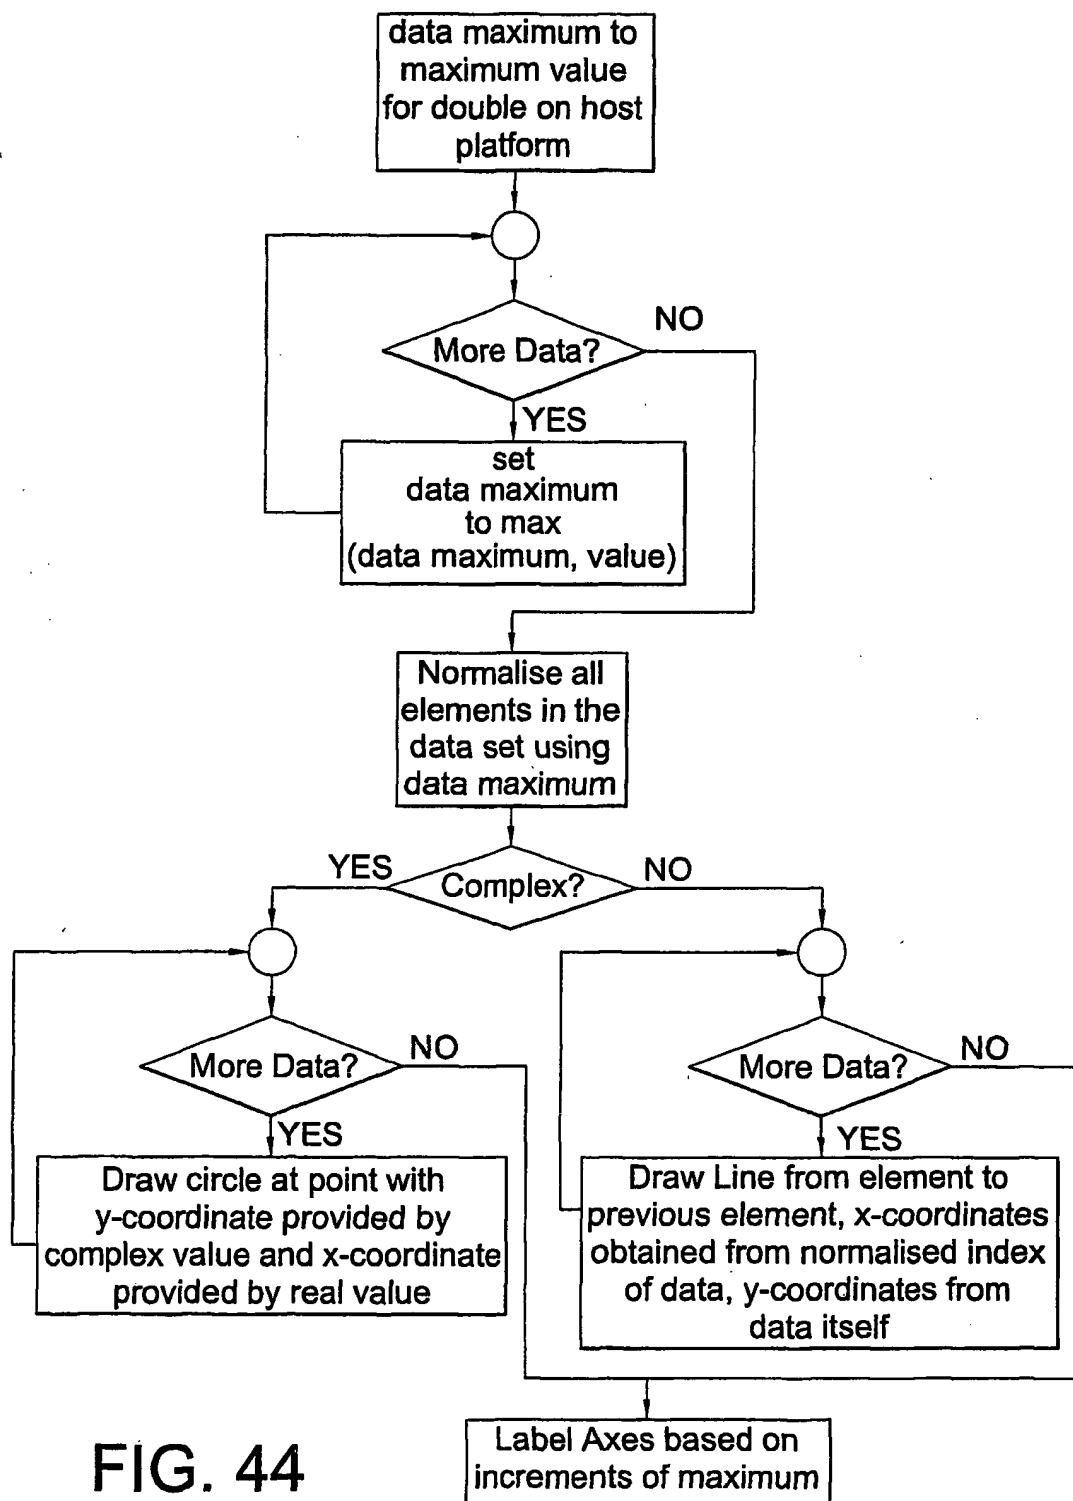 data maximum to
maximum value
for double on host
platform
More Data?
NO
YES
set
data maximum
to max
(data maximum, value)
Normalise all
elements in the
data set using
data maximum
YES
Complex?
NO
More Data?
NO
YES
Draw circle at point with
y-coordinate provided by
complex value and x-coordinate
provided by real value
More Data?
NO
YES
Draw Line from element to
previous element, x-coordinates
obtained from normalised index
of data, y-coordinates from
data itself
Label Axes based on
increments of maximum
FIG. 44